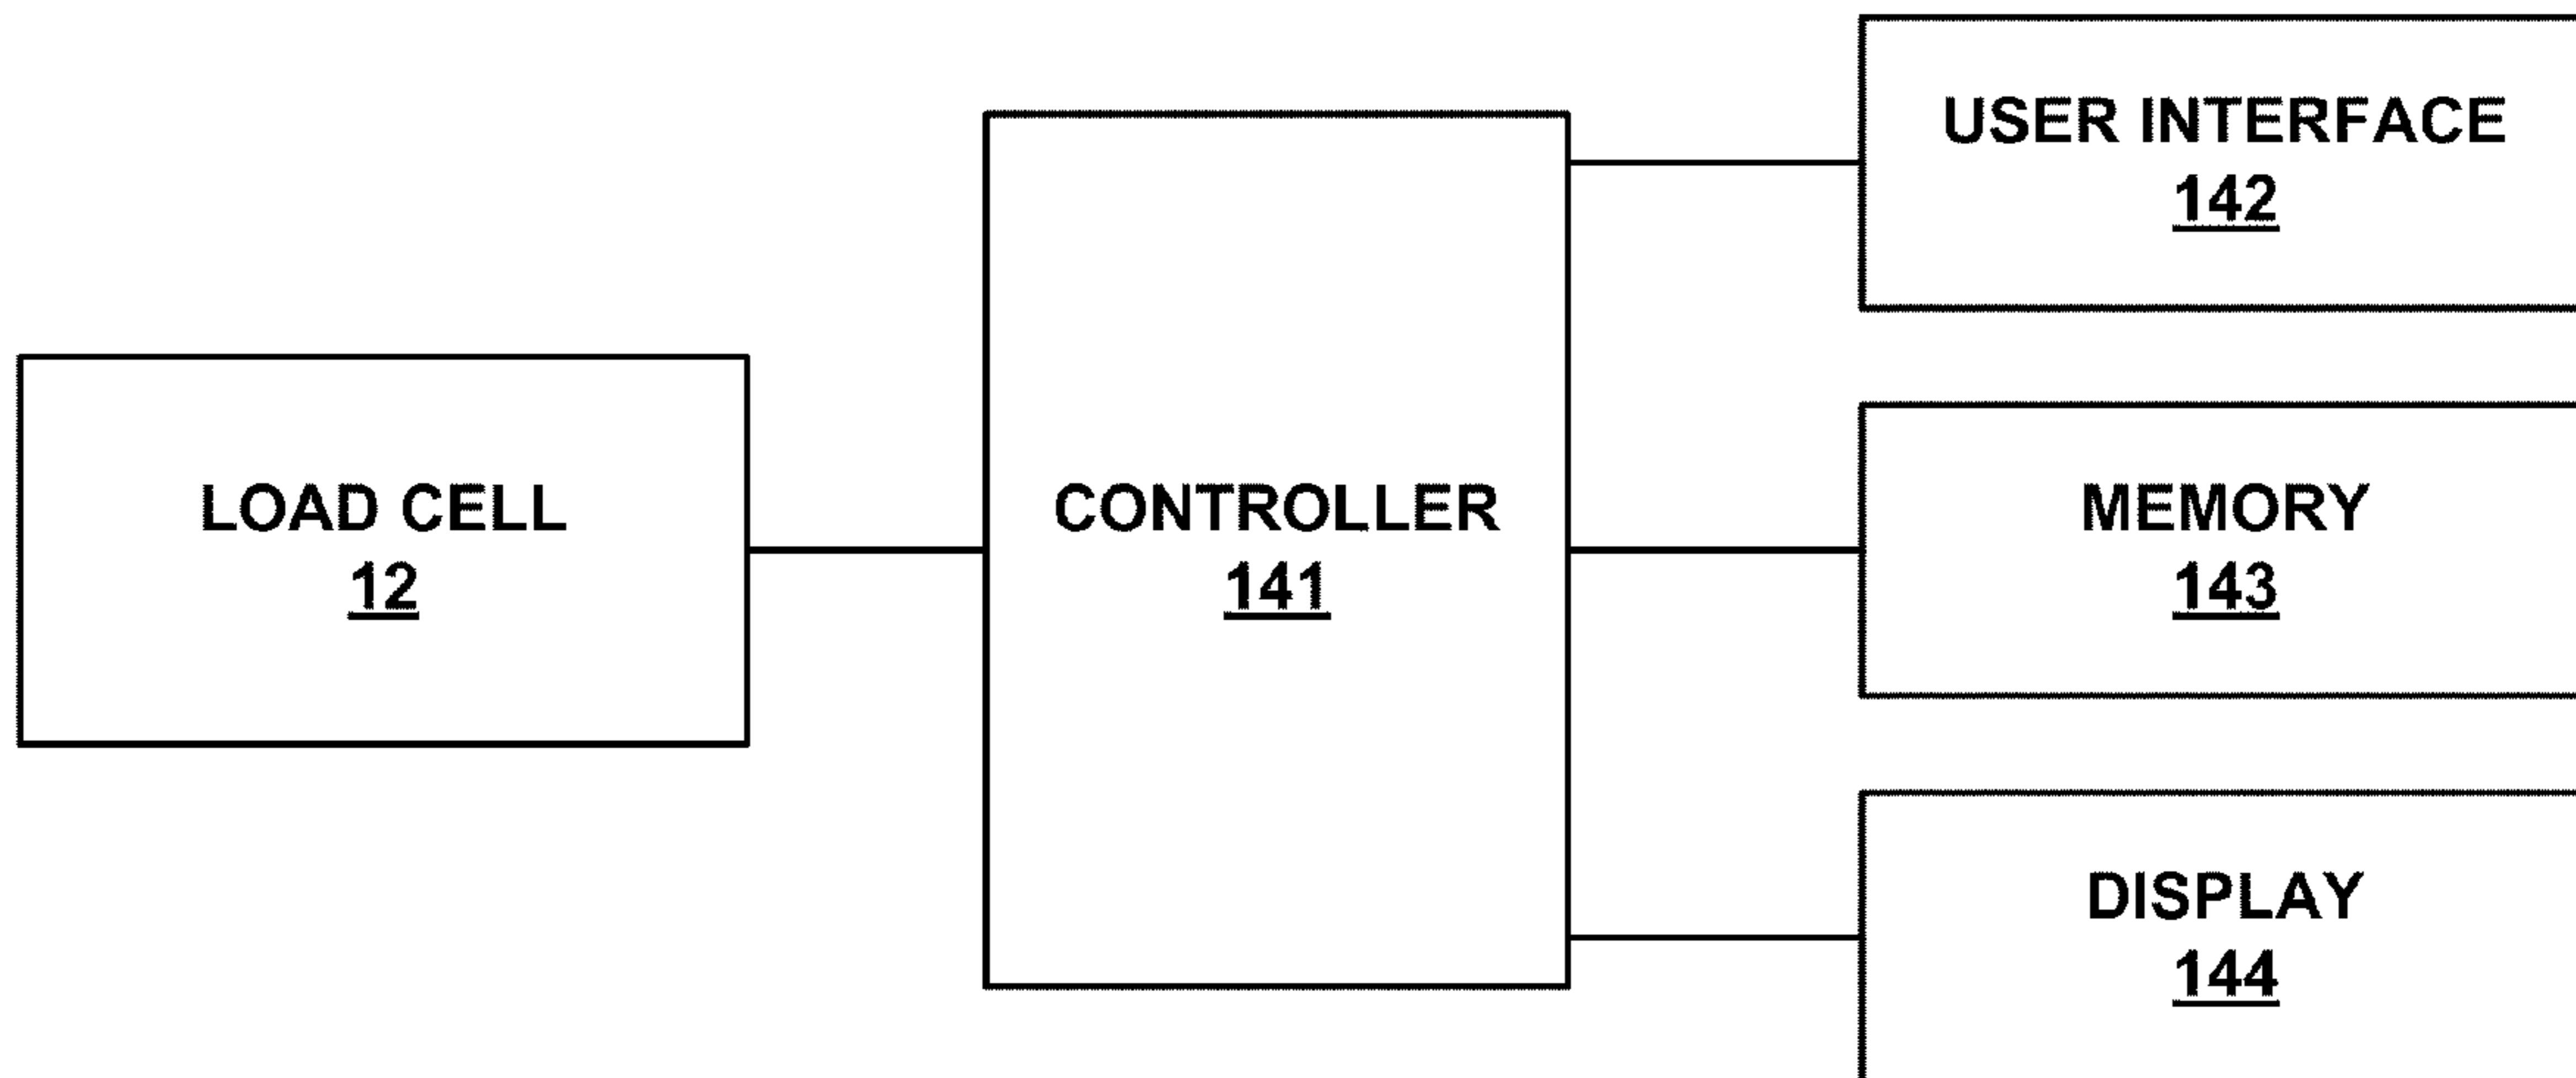 USER INTERFACE
142
LOAD CELL
12
CONTROLLER
141
MEMORY
143
DISPLAY
144